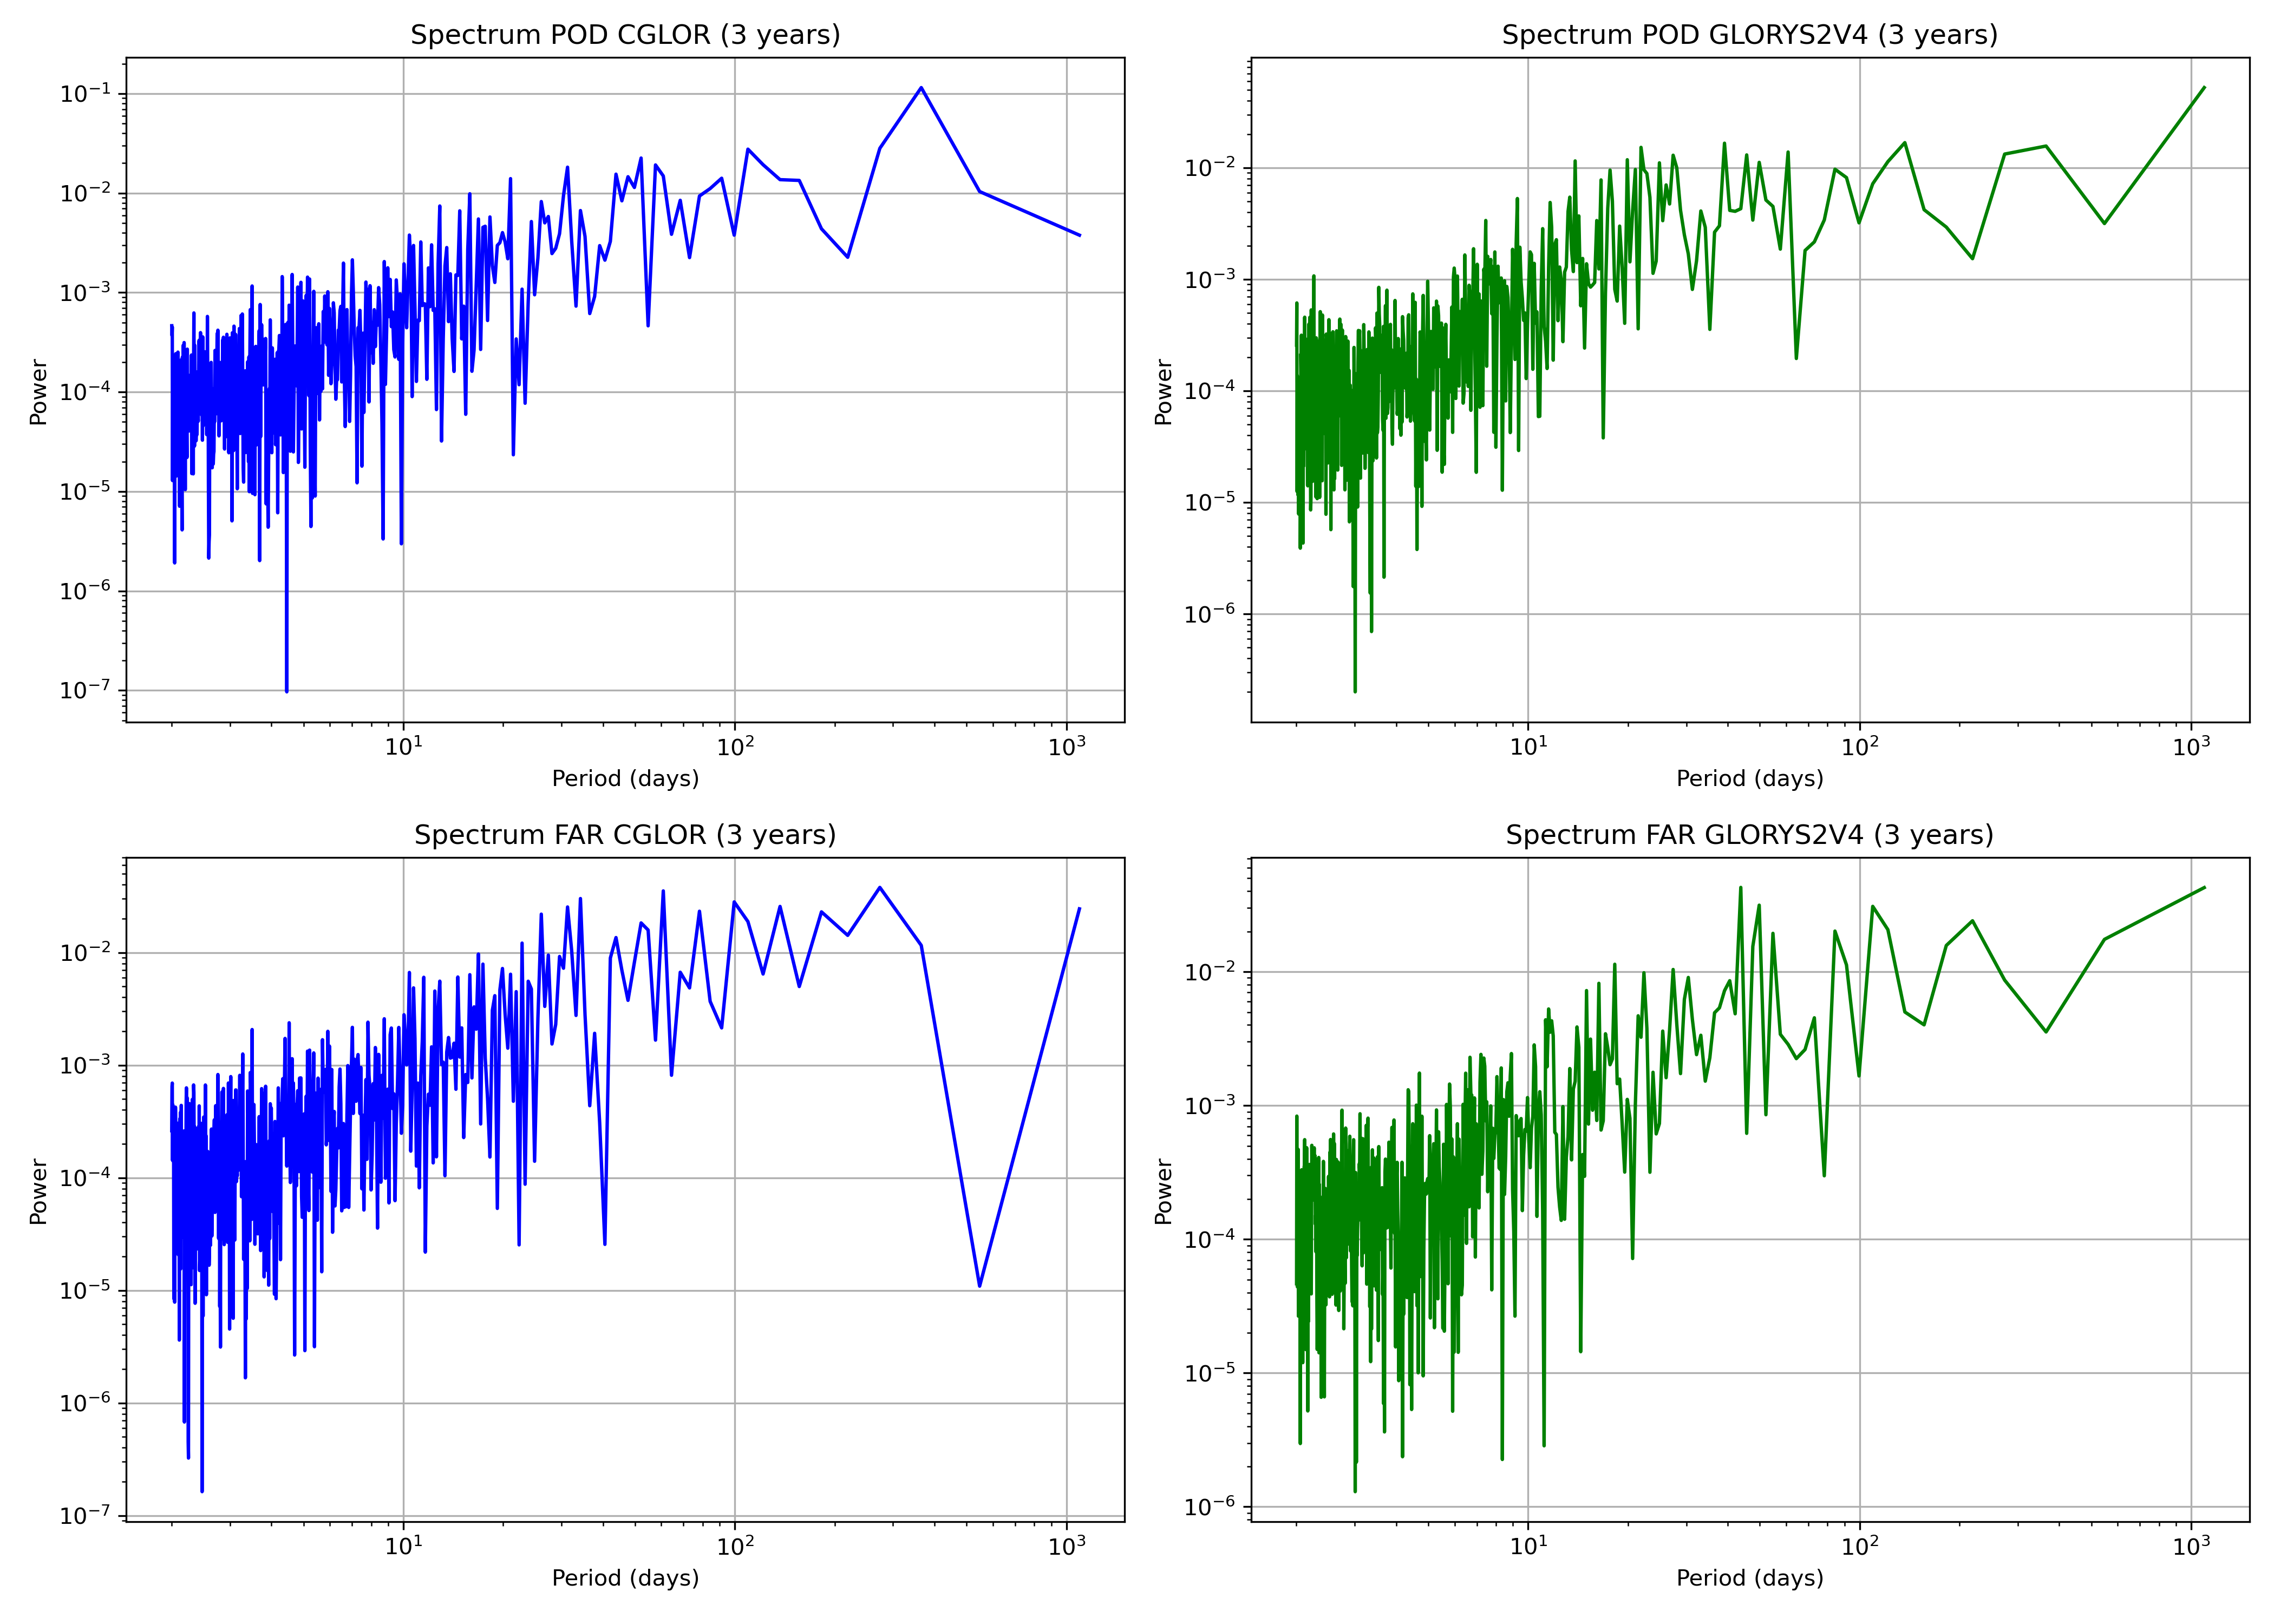 Spectrum POD CGLOR (3 years)
Power
10⁻¹
10⁻²
10⁻³
10⁻⁴
10⁻⁵
10⁻⁶
10⁻⁷
10¹ 10² 10³
Period (days)
Spectrum POD GLORYS2V4 (3 years)
Power
10⁻²
10⁻³
10⁻⁴
10⁻⁵
10⁻⁶
10¹ 10² 10³
Period (days)
Spectrum FAR CGLOR (3 years)
Power
10⁻²
10⁻³
10⁻⁴
10⁻⁵
10⁻⁶
10⁻⁷
10¹ 10² 10³
Period (days)
Spectrum FAR GLORYS2V4 (3 years)
Power
10⁻²
10⁻³
10⁻⁴
10⁻⁵
10⁻⁶
10¹ 10² 10³
Period (days)